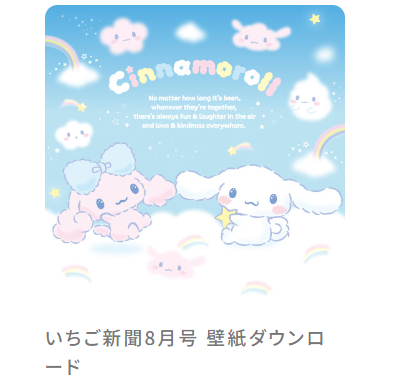 Cinnamoroll
No matter how long it's been,
whenever they're together,
there's always fun & laughter in the air
and love & kindness everywhere.
いちご新聞8月号 壁紙ダウンロ
ード